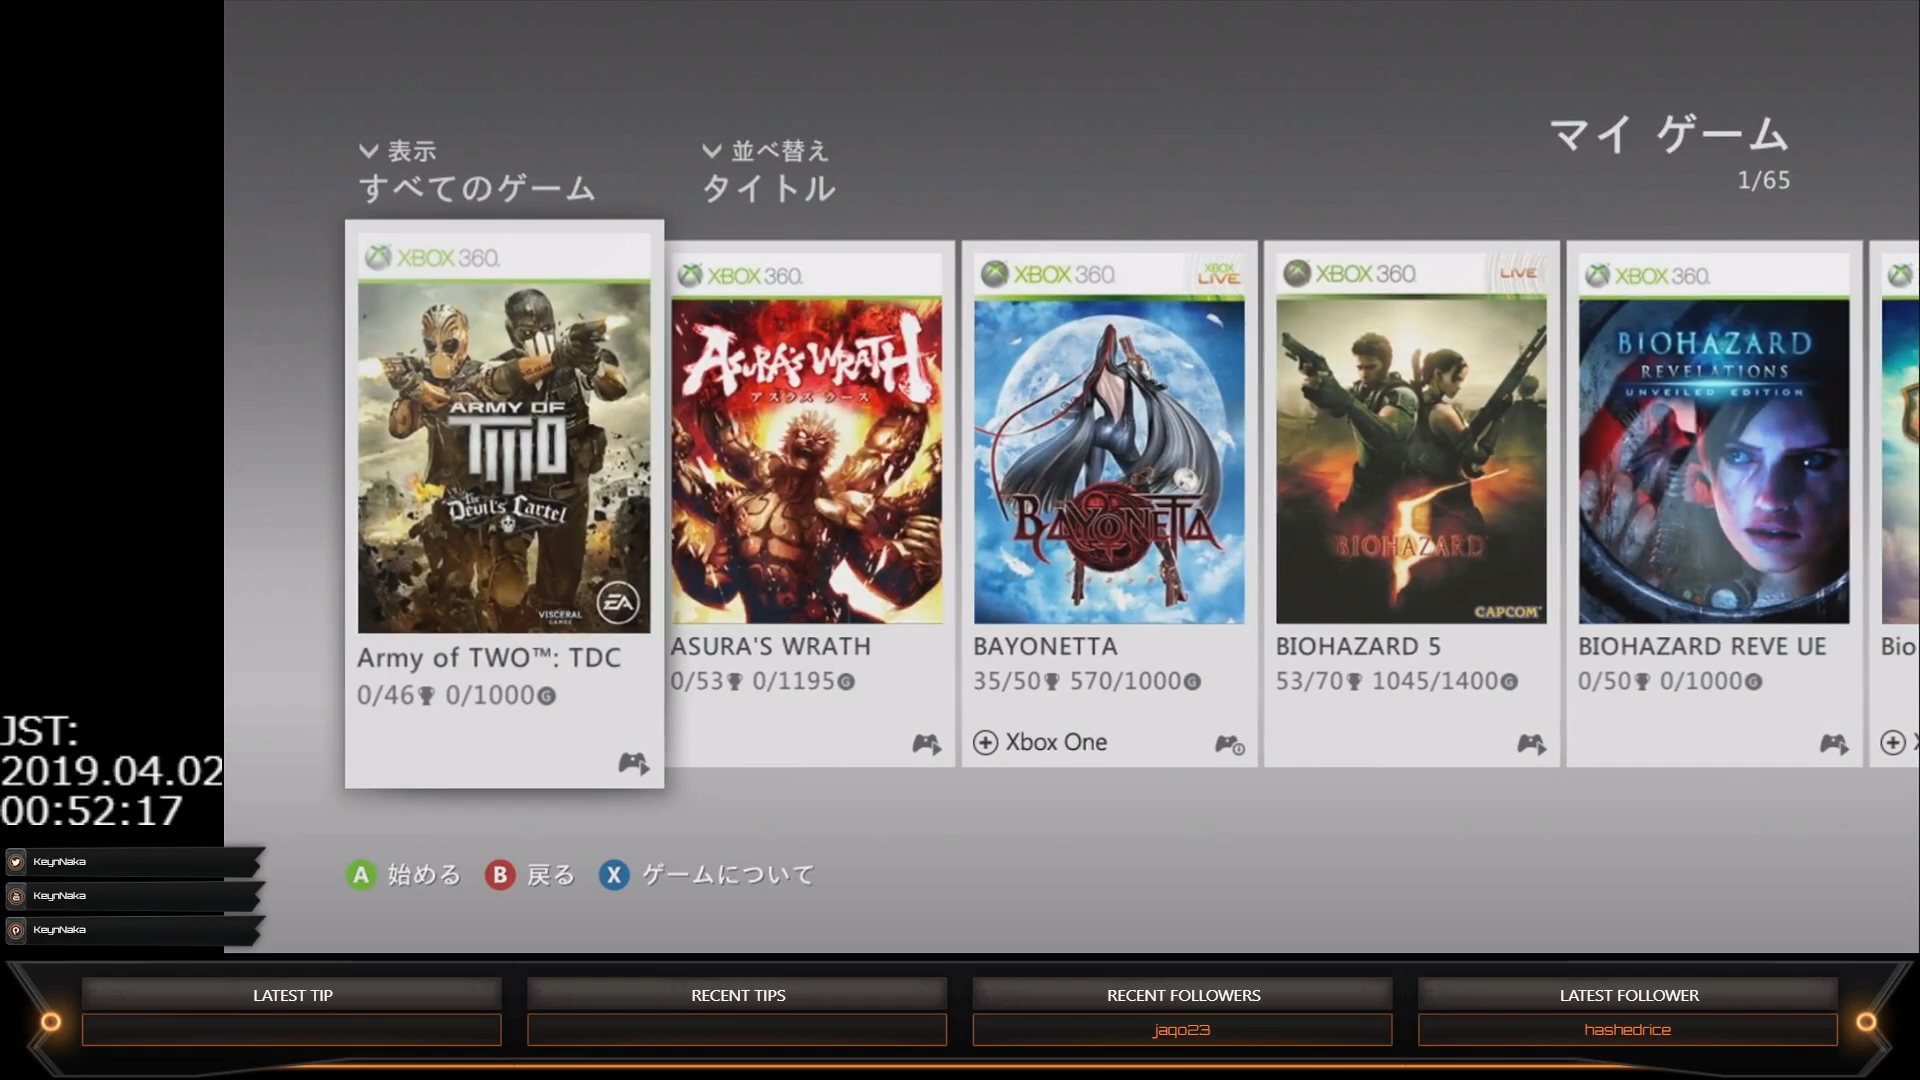 マイ ゲーム
1/65
表示
すべてのゲーム
並べ替え
タイトル
XBOX 360.
ARMY OF
TWO
The Devil's Cartel
VISCERAL GAMES
EA
Army of TWO™: TDC
0/46 0/1000G
XBOX 360.
ASURA'S WRATH
アスラズ ラース
ASURA'S WRATH
0/53 0/1195G
XBOX 360
XBOX LIVE
BAYONETTA
BAYONETTA
35/50 570/1000G
Xbox One
XBOX 360
LIVE
BIOHAZARD 5
CAPCOM
BIOHAZARD 5
53/70 1045/1400G
XBOX 360.
BIOHAZARD
REVELATIONS
UNVEILED EDITION
BIOHAZARD REVE UE
0/50 0/1000G
Bio
A 始める B 戻る X ゲームについて
JST:
2019.04.02
00:52:17
KeynNaka
KeynNaka
KeynNaka
LATEST TIP
RECENT TIPS
RECENT FOLLOWERS
jaqo23
LATEST FOLLOWER
hashedrice